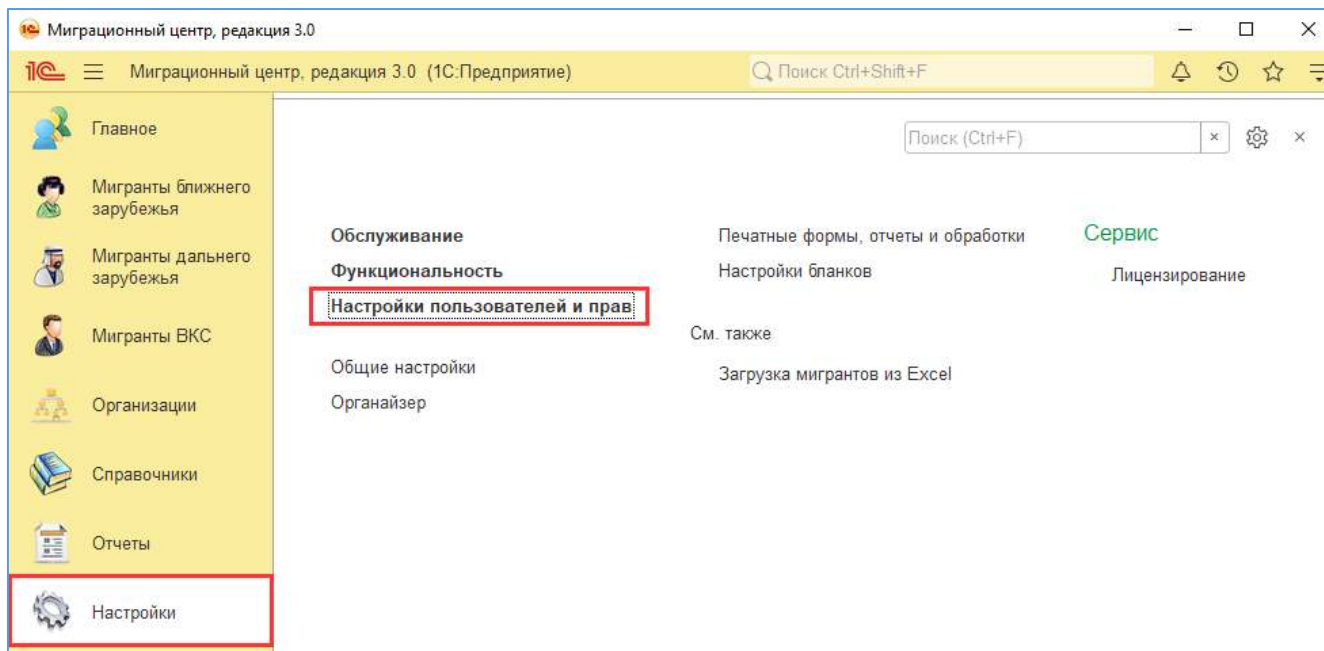 Миграционный центр, редакция 3.0
1С Миграционный центр, редакция 3.0 (1С:Предприятие) Поиск Ctrl+Shift+F
Главное
Мигранты ближнего
зарубежья
Мигранты дальнего
зарубежья
Мигранты ВКС
Организации
Справочники
Отчеты
Настройки
Поиск (Ctrl+F)
Обслуживание
Функциональность
Настройки пользователей и прав
Общие настройки
Органайзер
Печатные формы, отчеты и обработки
Настройки бланков
См. также
Загрузка мигрантов из Excel
Сервис
Лицензирование